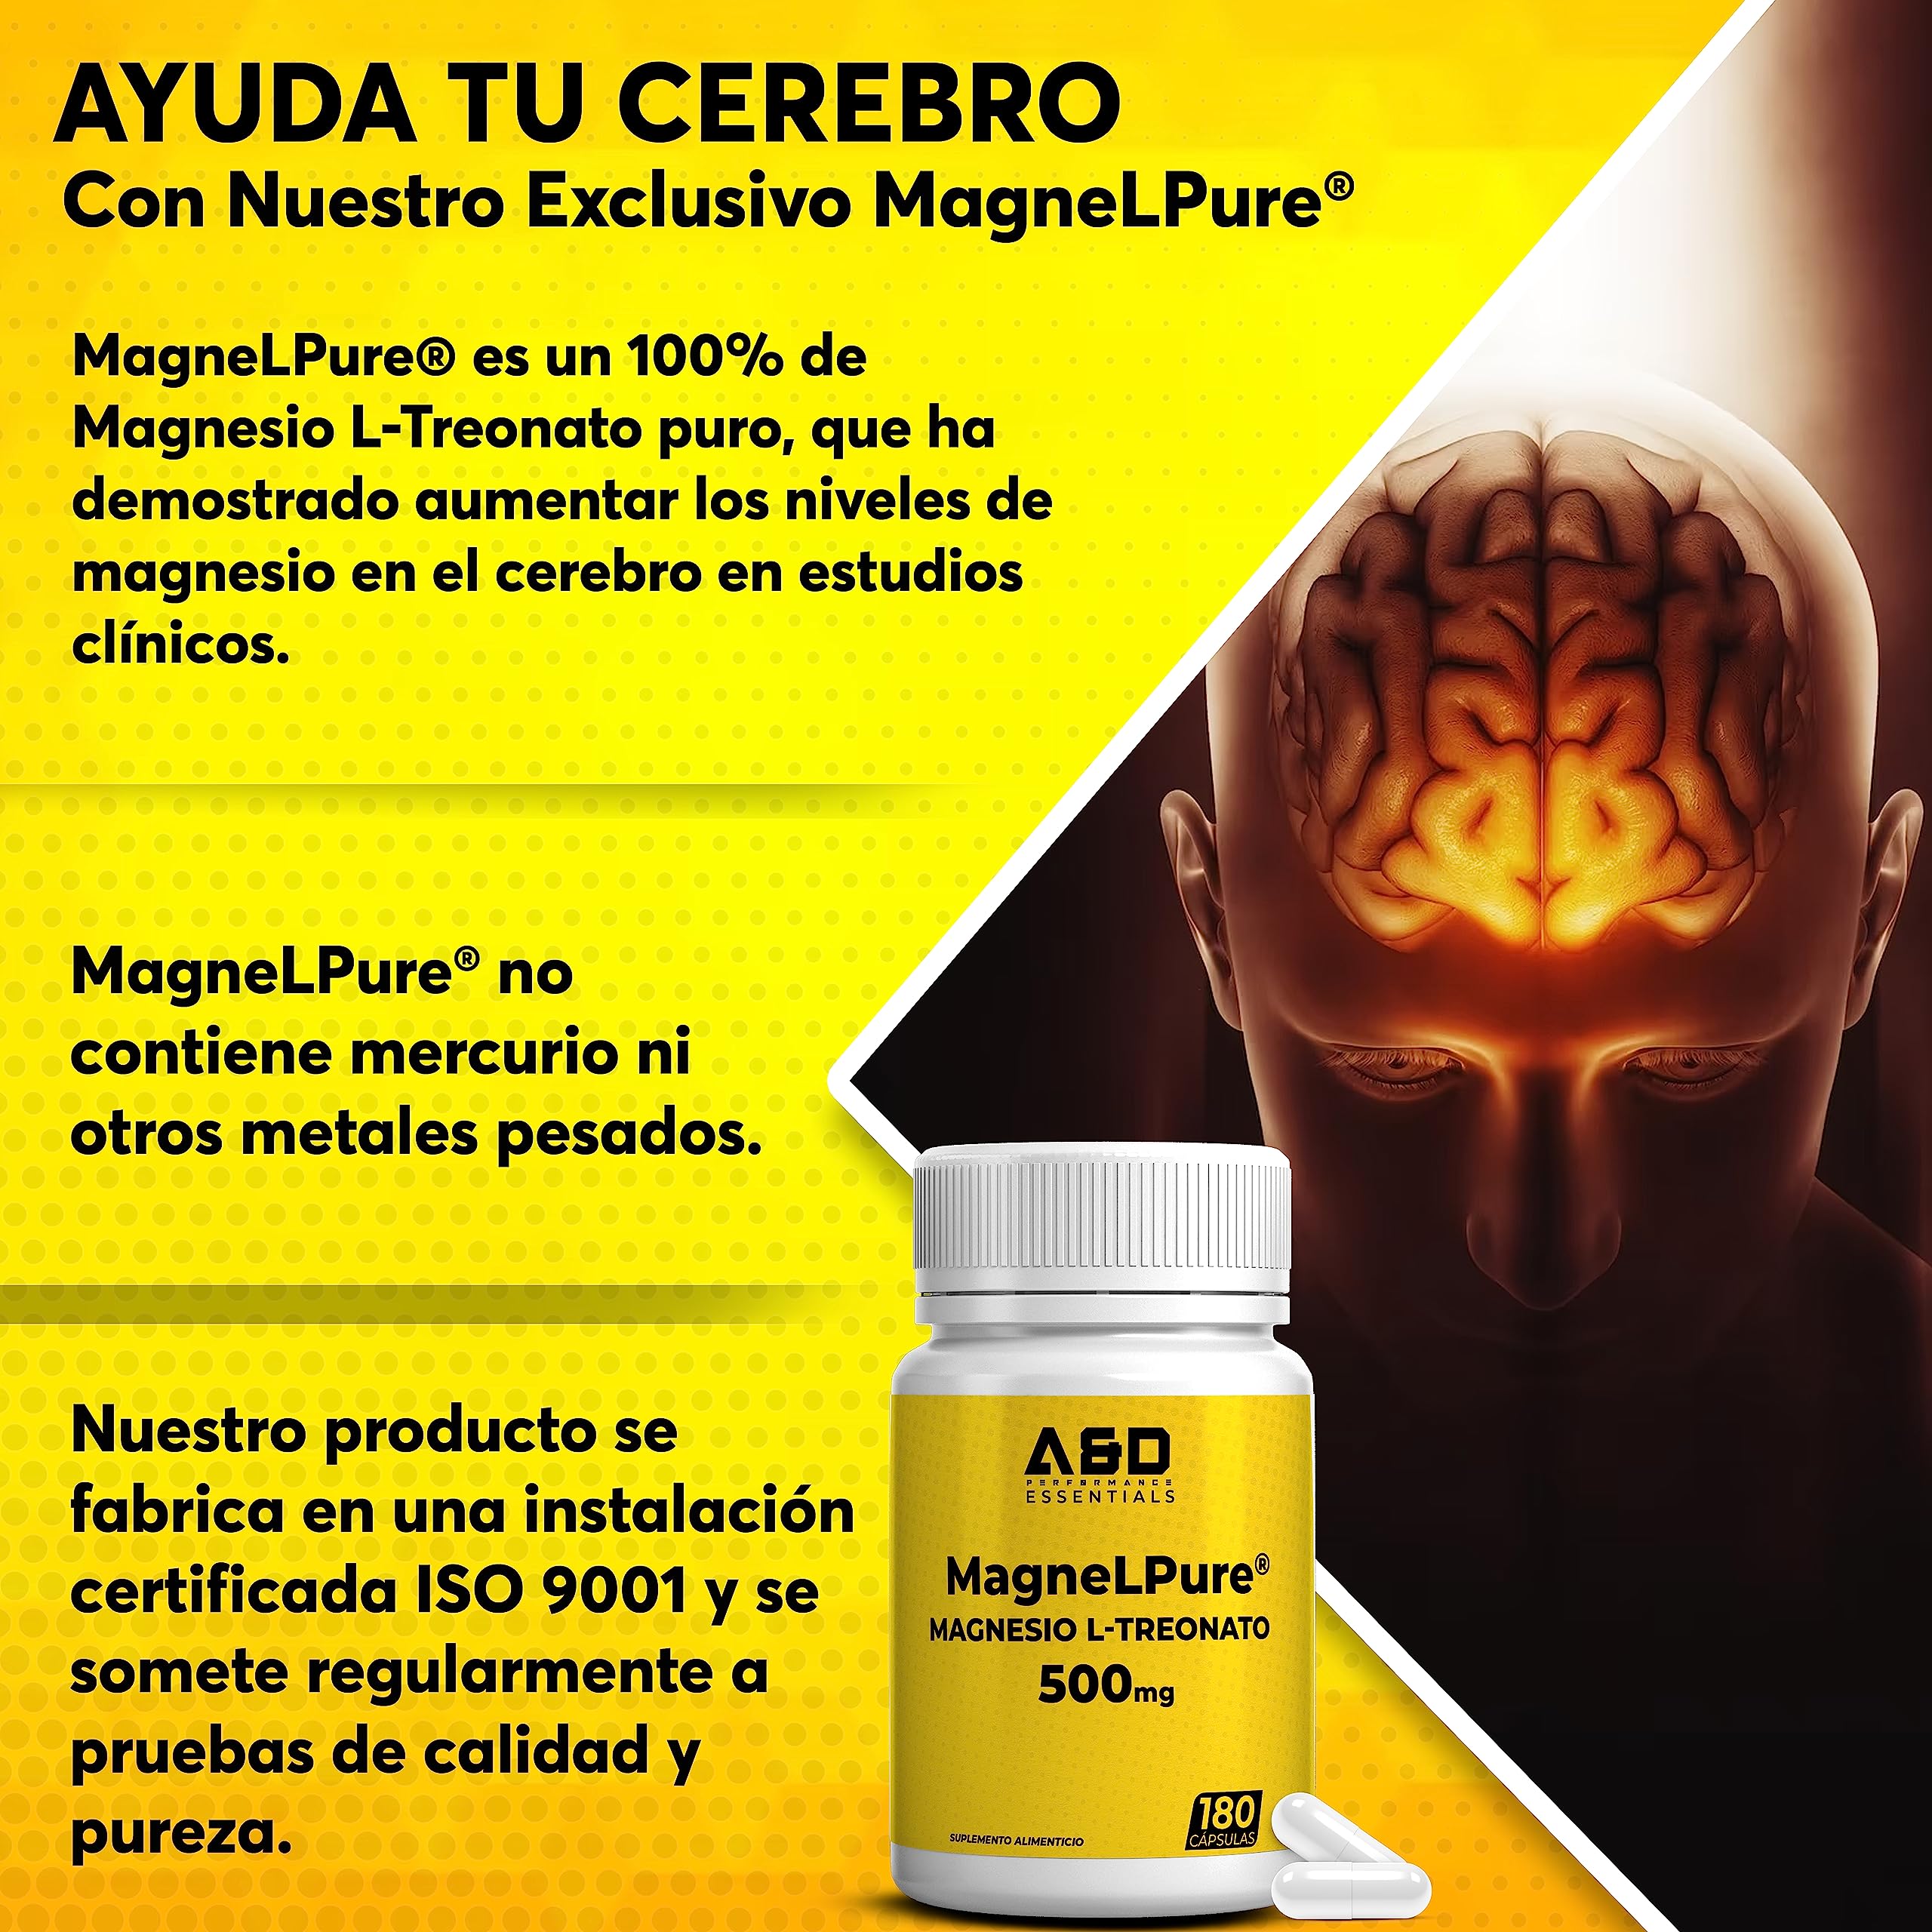 AYUDA TU CEREBRO
Con Nuestro Exclusivo MagneLPure®
MagneLPure® es un 100% de
Magnesio L-Treonato puro, que ha
demostrado aumentar los niveles de
magnesio en el cerebro en estudios
clínicos.
MagneLPure® no
contiene mercurio ni
otros metales pesados.
Nuestro producto se
fabrica en una instalación
certificada ISO 9001 y se
somete regularmente a
pruebas de calidad y
pureza.
A&D
PERFORMANCE
ESSENTIALS
MagneLPure®
MAGNESIO L-TREONATO
500mg
180
CÁPSULAS
SUPLEMENTO ALIMENTICIO